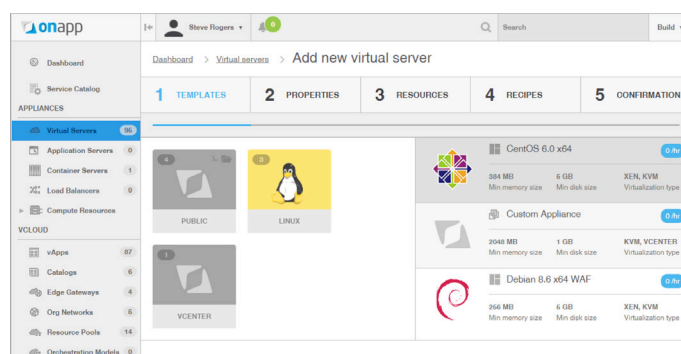 onapp
Steve Rogers
0
Search
Build
Dashboard
Service Catalog
APPLIANCES
Virtual Servers 96
Application Servers 0
Container Servers 1
Load Balancers 0
Compute Resources
VCLOUD
vApps 87
Catalogs 6
Edge Gateways 4
Org Networks 6
Resource Pools 14
Orchestration Models 0
Dashboard > Virtual servers > Add new virtual server
1 TEMPLATES 2 PROPERTIES 3 RESOURCES 4 RECIPES 5 CONFIRMATION
4
PUBLIC
3
LINUX
1
VCENTER
CentOS 6.0 x64 0 /hr
384 MB 6 GB XEN, KVM
Min memory size Min disk size Virtualization type
Custom Appliance 0 /hr
2048 MB 1 GB KVM, VCENTER
Min memory size Min disk size Virtualization type
Debian 8.6 x64 WAF 0 /hr
256 MB 6 GB XEN, KVM
Min memory size Min disk size Virtualization type